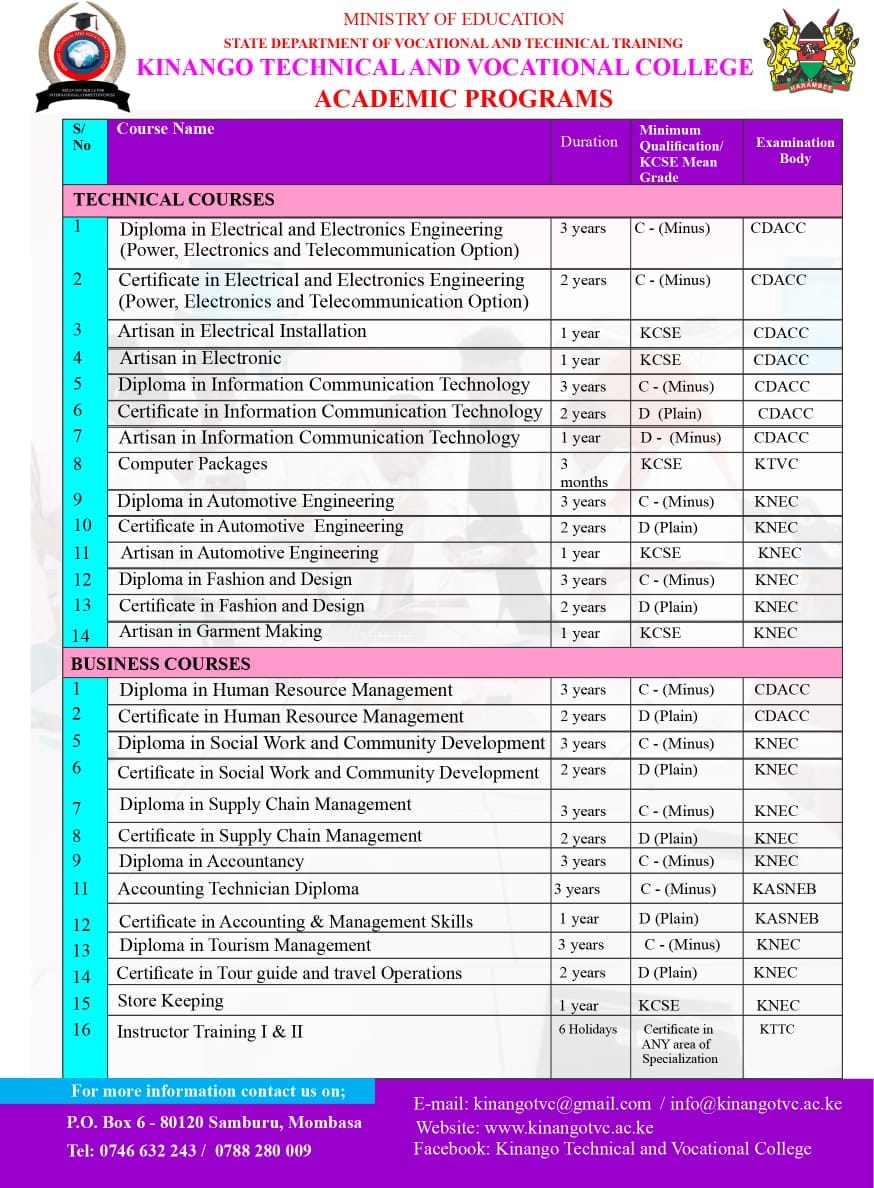 MINISTRY OF EDUCATION
STATE DEPARTMENT OF VOCATIONAL AND TECHNICAL TRAINING
KINANGO TECHNICAL AND VOCATIONAL COLLEGE
ACADEMIC PROGRAMS
HARAMBEE
S/No Course Name Duration Minimum Qualification/ KCSE Mean Grade Examination Body
TECHNICAL COURSES
1 Diploma in Electrical and Electronics Engineering 3 years C - (Minus) CDACC
(Power, Electronics and Telecommunication Option)
2 Certificate in Electrical and Electronics Engineering 2 years C - (Minus) CDACC
(Power, Electronics and Telecommunication Option)
3 Artisan in Electrical Installation 1 year KCSE CDACC
4 Artisan in Electronic 1 year KCSE CDACC
5 Diploma in Information Communication Technology 3 years C - (Minus) CDACC
6 Certificate in Information Communication Technology 2 years D (Plain) CDACC
7 Artisan in Information Communication Technology 1 year D - (Minus) CDACC
8 Computer Packages 3 months KCSE KTVC
9 Diploma in Automotive Engineering 3 years C - (Minus) KNEC
10 Certificate in Automotive Engineering 2 years D (Plain) KNEC
11 Artisan in Automotive Engineering 1 year KCSE KNEC
12 Diploma in Fashion and Design 3 years C - (Minus) KNEC
13 Certificate in Fashion and Design 2 years D (Plain) KNEC
14 Artisan in Garment Making 1 year KCSE KNEC
BUSINESS COURSES
1 Diploma in Human Resource Management 3 years C - (Minus) CDACC
2 Certificate in Human Resource Management 2 years D (Plain) CDACC
5 Diploma in Social Work and Community Development 3 years C - (Minus) KNEC
6 Certificate in Social Work and Community Development 2 years D (Plain) KNEC
7 Diploma in Supply Chain Management 3 years C - (Minus) KNEC
8 Certificate in Supply Chain Management 2 years D (Plain) KNEC
9 Diploma in Accountancy 3 years C - (Minus) KNEC
11 Accounting Technician Diploma 3 years C - (Minus) KASNEB
12 Certificate in Accounting & Management Skills 1 year D (Plain) KASNEB
13 Diploma in Tourism Management 3 years C - (Minus) KNEC
14 Certificate in Tour guide and travel Operations 2 years D (Plain) KNEC
15 Store Keeping 1 year KCSE KNEC
16 Instructor Training I & II 6 Holidays Certificate in ANY area of Specialization KTTC
For more information contact us on;
P.O. Box 6 - 80120 Samburu, Mombasa
Tel: 0746 632 243 / 0788 280 009
E-mail: kinangotvc@gmail.com / info@kinangotvc.ac.ke
Website: www.kinangotvc.ac.ke
Facebook: Kinango Technical and Vocational College